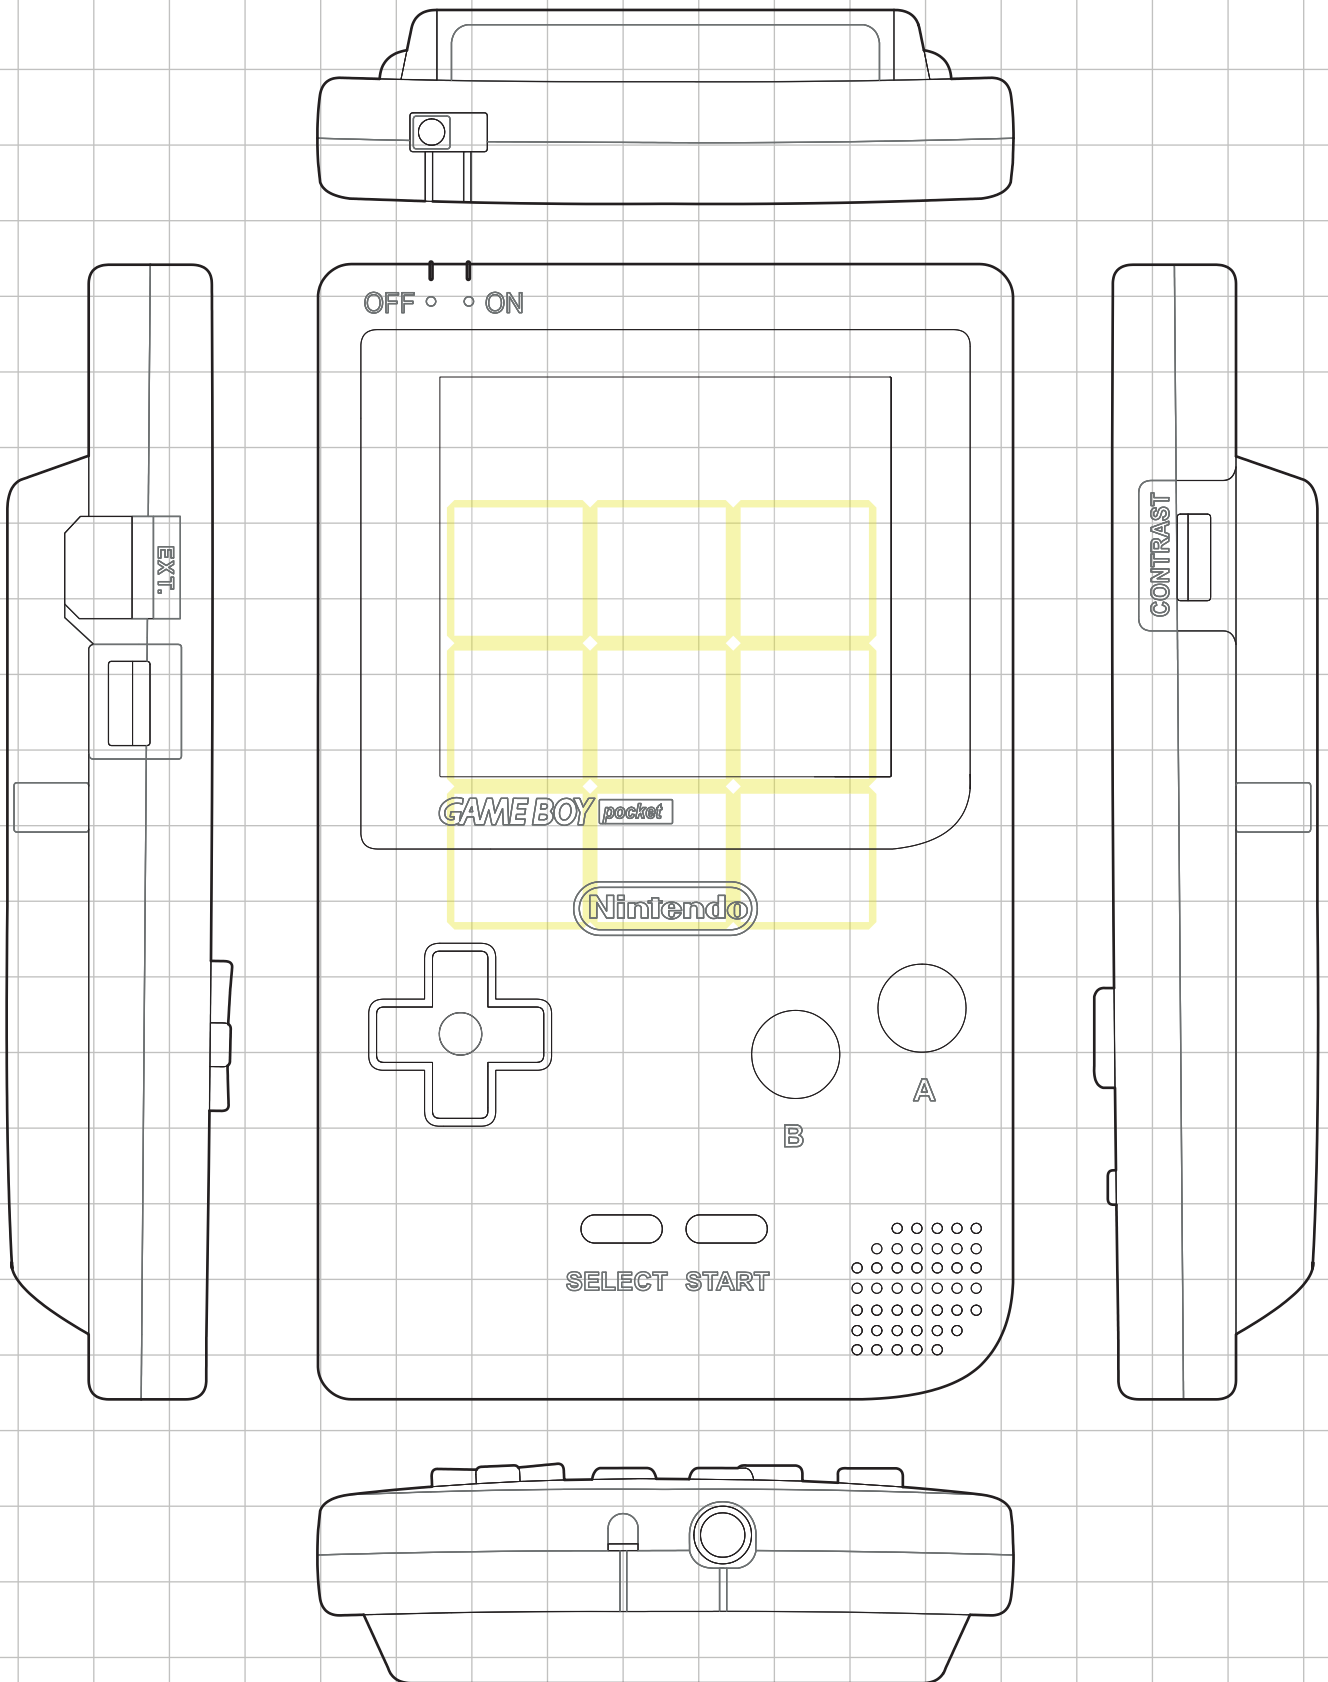 OFF ON
EXT.
CONTRAST
GAME BOY pocket
Nintendo
A
B
SELECT START